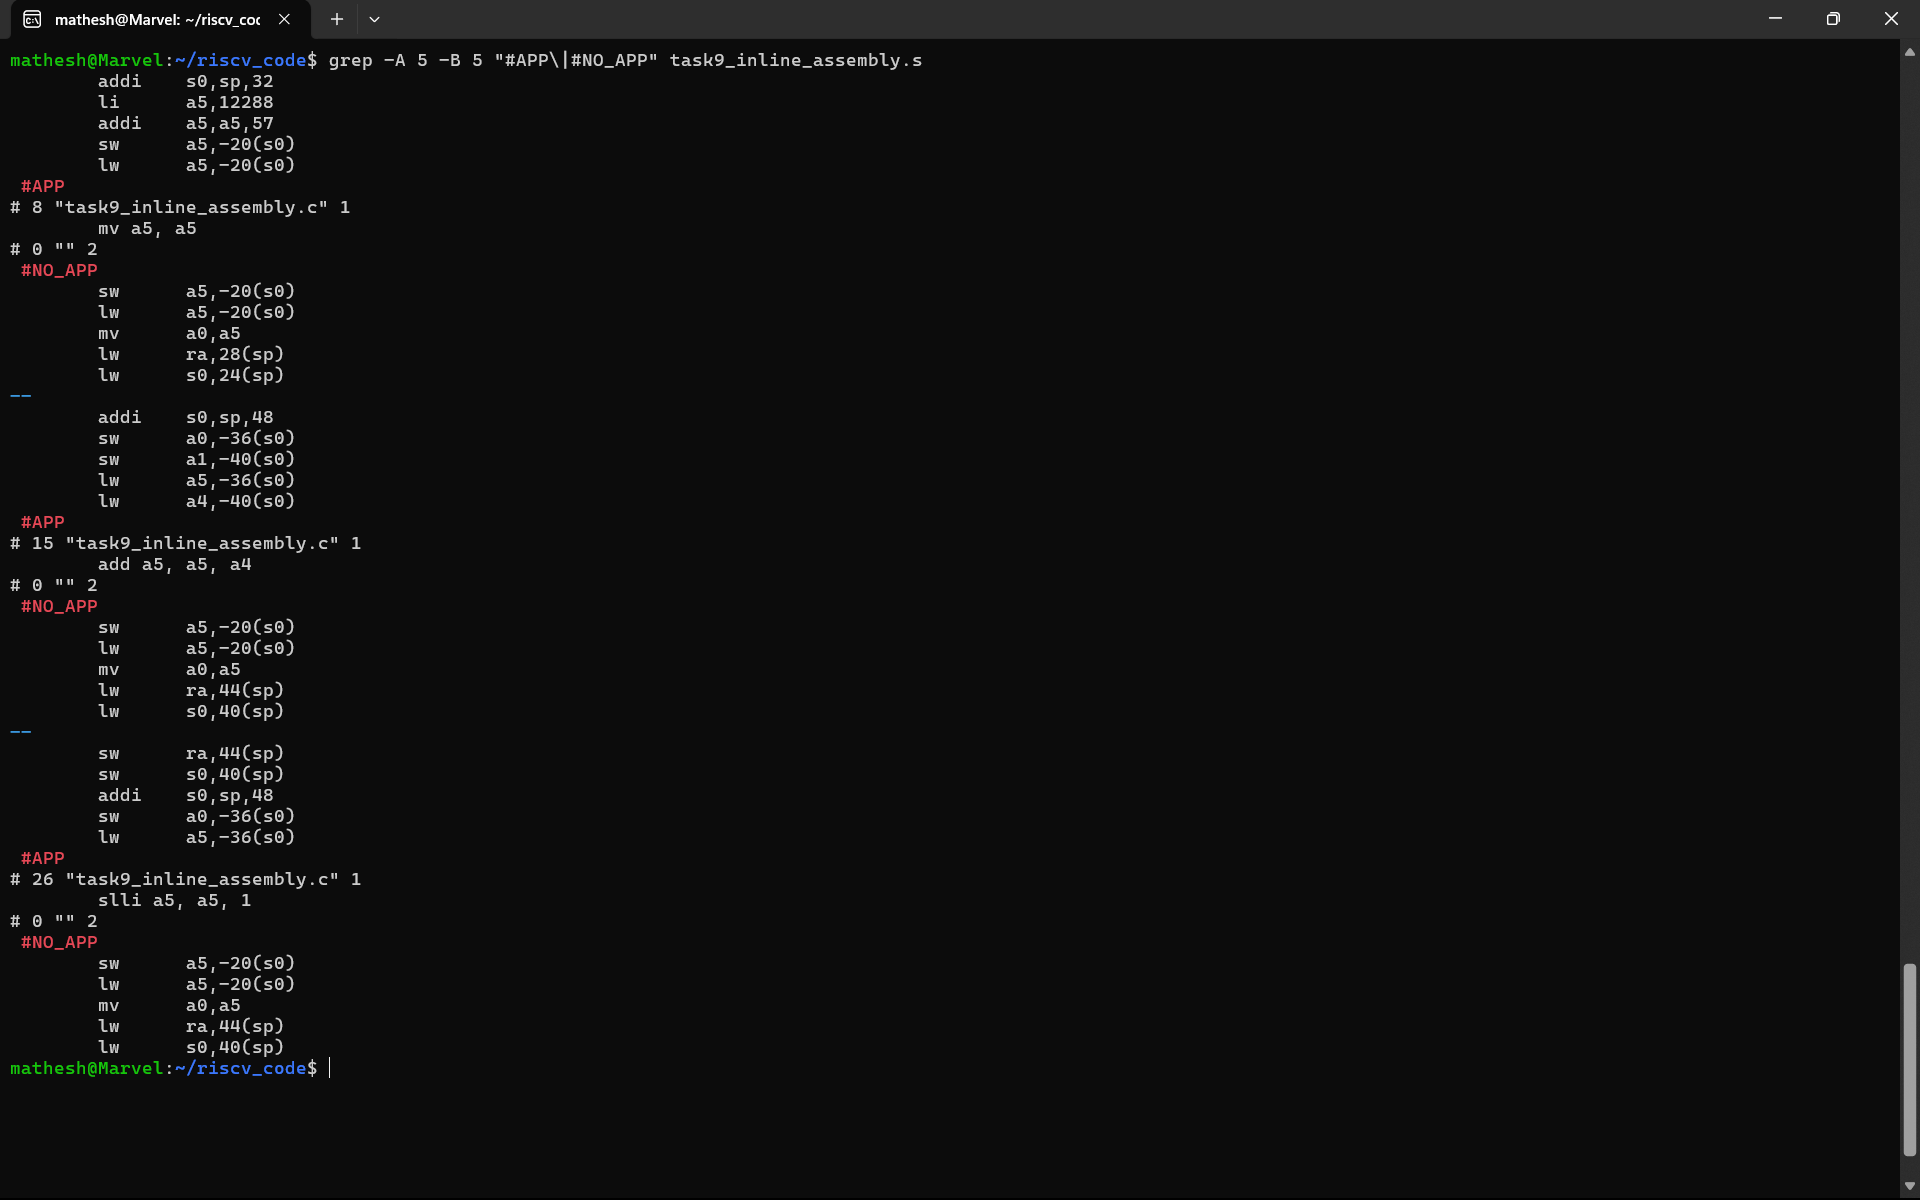 mathesh@Marvel: ~/riscv_coc
mathesh@Marvel:~/riscv_code$ grep -A 5 -B 5 "#APP\|#NO_APP" task9_inline_assembly.s
        addi    s0,sp,32
        li      a5,12288
        addi    a5,a5,57
        sw      a5,-20(s0)
        lw      a5,-20(s0)
 #APP
# 8 "task9_inline_assembly.c" 1
        mv a5, a5
# 0 "" 2
 #NO_APP
        sw      a5,-20(s0)
        lw      a5,-20(s0)
        mv      a0,a5
        lw      ra,28(sp)
        lw      s0,24(sp)
--
        addi    s0,sp,48
        sw      a0,-36(s0)
        sw      a1,-40(s0)
        lw      a5,-36(s0)
        lw      a4,-40(s0)
 #APP
# 15 "task9_inline_assembly.c" 1
        add a5, a5, a4
# 0 "" 2
 #NO_APP
        sw      a5,-20(s0)
        lw      a5,-20(s0)
        mv      a0,a5
        lw      ra,44(sp)
        lw      s0,40(sp)
--
        sw      ra,44(sp)
        sw      s0,40(sp)
        addi    s0,sp,48
        sw      a0,-36(s0)
        lw      a5,-36(s0)
 #APP
# 26 "task9_inline_assembly.c" 1
        slli a5, a5, 1
# 0 "" 2
 #NO_APP
        sw      a5,-20(s0)
        lw      a5,-20(s0)
        mv      a0,a5
        lw      ra,44(sp)
        lw      s0,40(sp)
mathesh@Marvel:~/riscv_code$